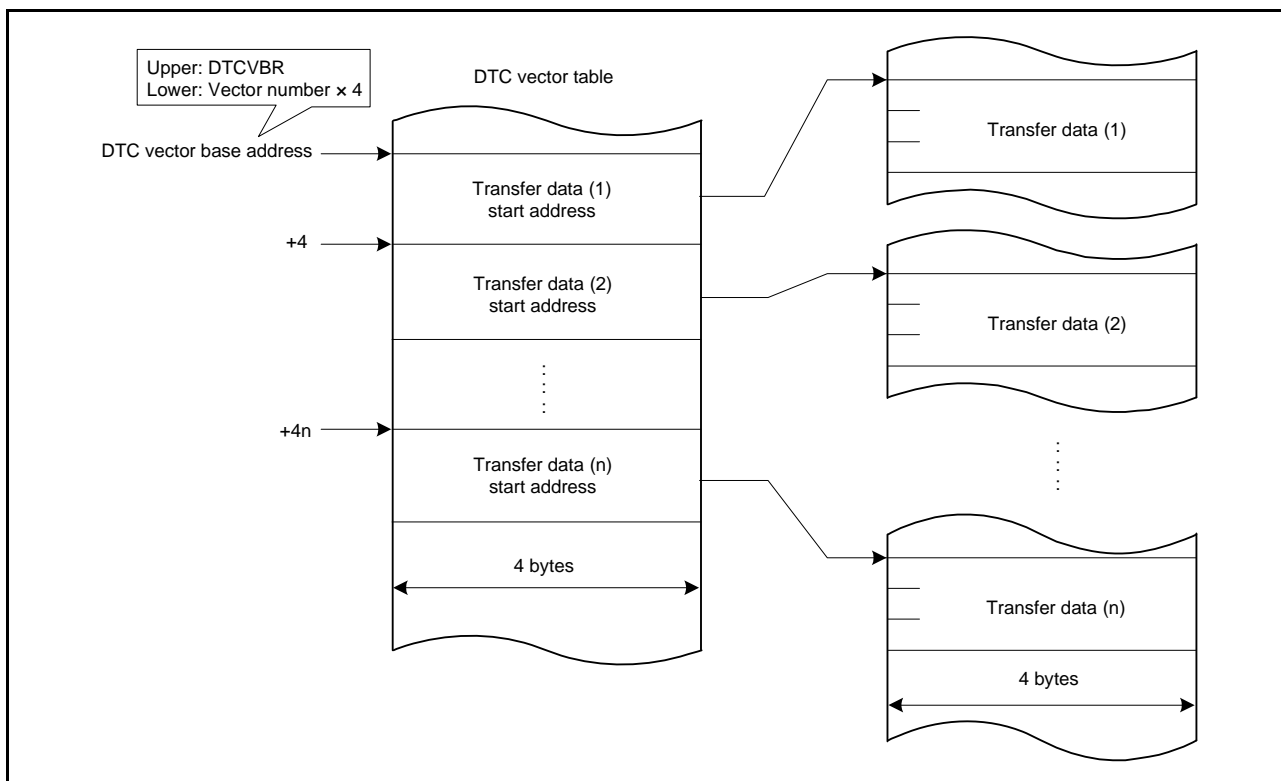 Upper: DTCVBR
Lower: Vector number × 4
DTC vector table
DTC vector base address
Transfer data (1)
start address
+4
Transfer data (2)
start address
+4n
Transfer data (n)
start address
4 bytes
Transfer data (1)
Transfer data (2)
Transfer data (n)
4 bytes